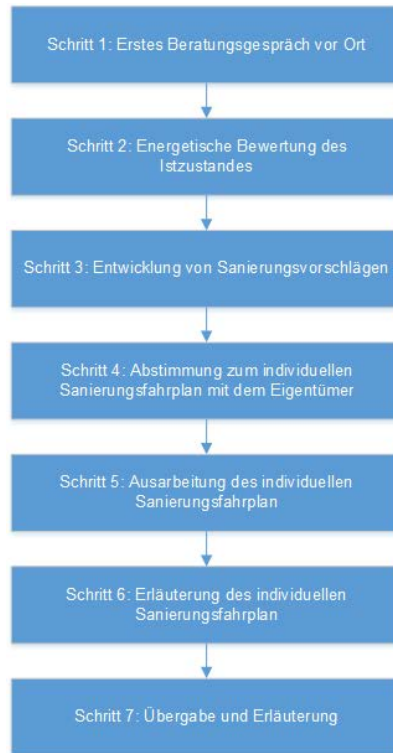 Schritt 1: Erstes Beratungsgespräch vor Ort
Schritt 2: Energetische Bewertung des
Istzustandes
Schritt 3: Entwicklung von Sanierungsvorschlägen
Schritt 4: Abstimmung zum individuellen
Sanierungsfahrplan mit dem Eigentümer
Schritt 5: Ausarbeitung des individuellen
Sanierungsfahrplan
Schritt 6: Erläuterung des individuellen
Sanierungsfahrplan
Schritt 7: Übergabe und Erläuterung